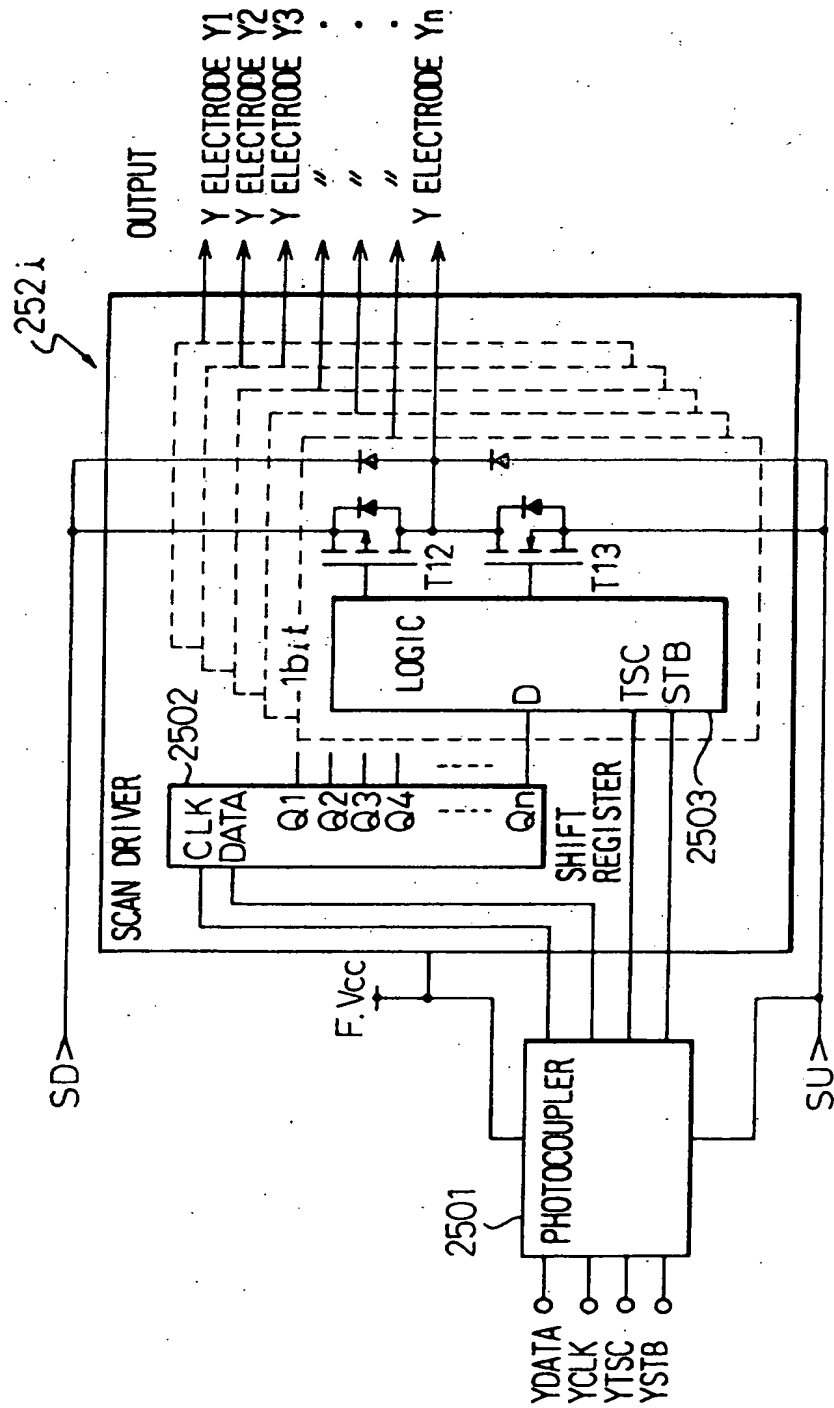 252i
OUTPUT
Y ELECTRODE Y1
Y ELECTRODE Y2
Y ELECTRODE Y3
〃 ·
〃 ·
〃 ·
Y ELECTRODE Yn
SD>
SCAN DRIVER
2502
CLK
DATA
Q1
Q2
Q3
Q4
Qn
SHIFT
REGISTER
1bit
LOGIC
D
TSC
STB
2503
T12
T13
F.Vcc
2501
PHOTOCOUPLER
YDATA
YCLK
YTSC
YSTB
SU>